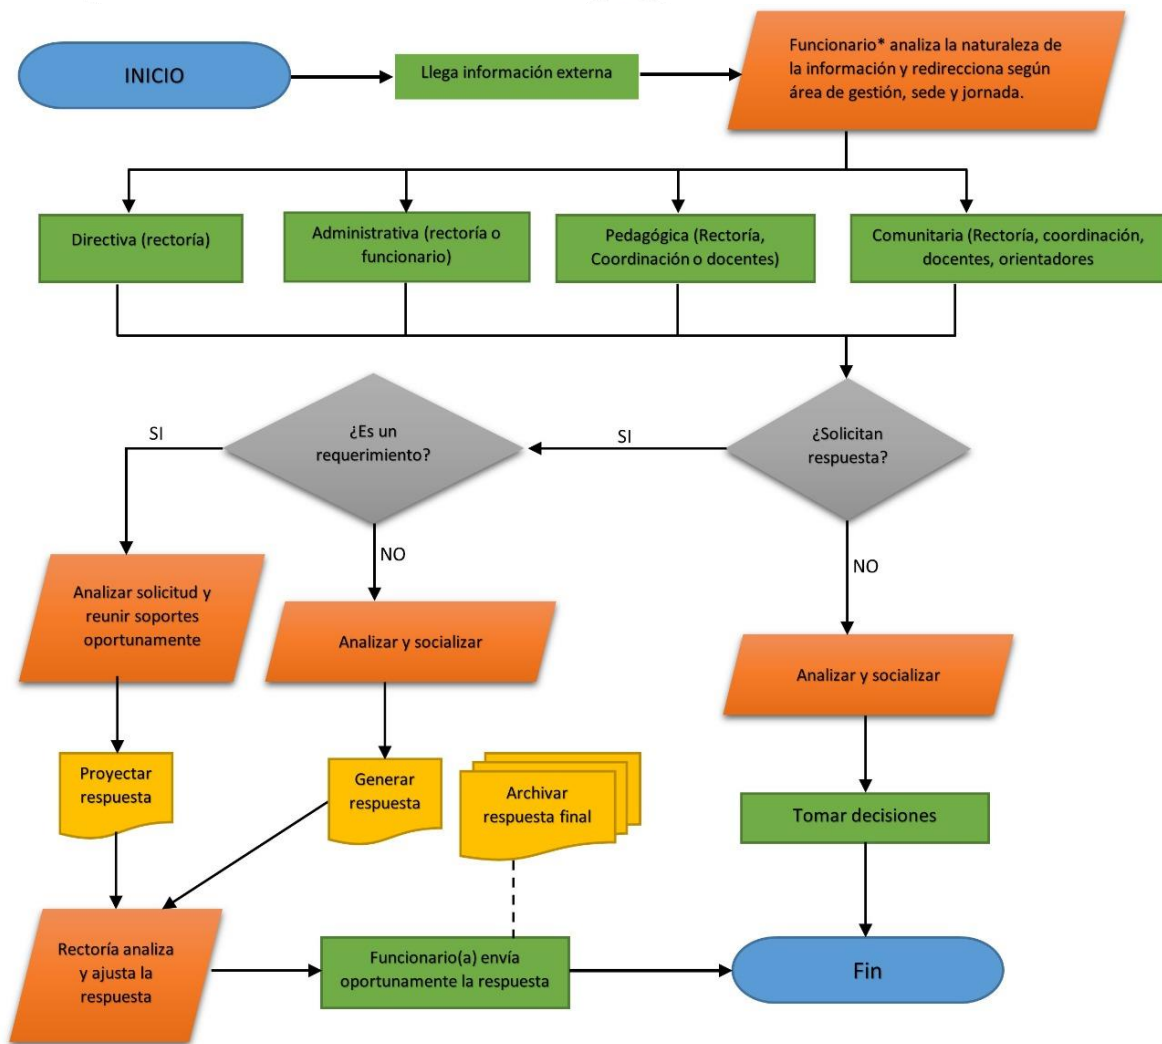 INICIO
Llega información externa
Funcionario* analiza la naturaleza de
la información y redirecciona según
área de gestión, sede y jornada.
Directiva (rectoría)
Administrativa (rectoría o
funcionario)
Pedagógica (Rectoría,
Coordinación o docentes)
Comunitaria (Rectoría, coordinación,
docentes, orientadores
SI
¿Es un
requerimiento?
SI
¿Solicitan
respuesta?
NO
NO
Analizar solicitud y
reunir soportes
oportunamente
Analizar y socializar
Analizar y socializar
Proyectar
respuesta
Generar
respuesta
Archivar
respuesta final
Tomar decisiones
Rectoría analiza
y ajusta la
respuesta
Funcionario(a) envía
oportunamente la respuesta
Fin